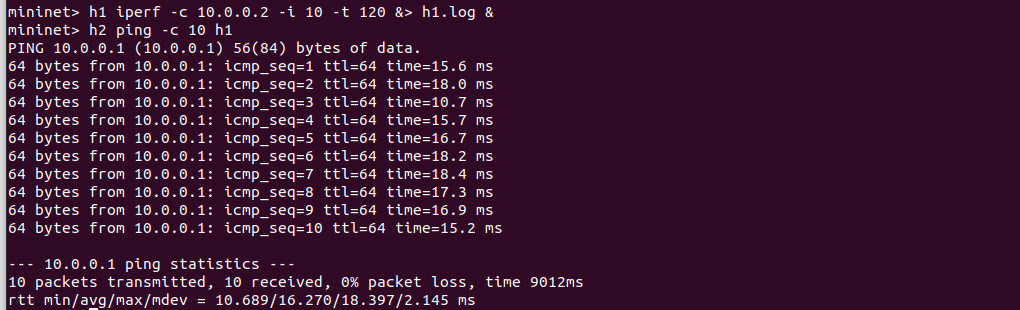 mininet> h1 iperf -c 10.0.0.2 -i 10 -t 120 &> h1.log &
mininet> h2 ping -c 10 h1
PING 10.0.0.1 (10.0.0.1) 56(84) bytes of data.
64 bytes from 10.0.0.1: icmp_seq=1 ttl=64 time=15.6 ms
64 bytes from 10.0.0.1: icmp_seq=2 ttl=64 time=18.0 ms
64 bytes from 10.0.0.1: icmp_seq=3 ttl=64 time=10.7 ms
64 bytes from 10.0.0.1: icmp_seq=4 ttl=64 time=15.7 ms
64 bytes from 10.0.0.1: icmp_seq=5 ttl=64 time=16.7 ms
64 bytes from 10.0.0.1: icmp_seq=6 ttl=64 time=18.2 ms
64 bytes from 10.0.0.1: icmp_seq=7 ttl=64 time=18.4 ms
64 bytes from 10.0.0.1: icmp_seq=8 ttl=64 time=17.3 ms
64 bytes from 10.0.0.1: icmp_seq=9 ttl=64 time=16.9 ms
64 bytes from 10.0.0.1: icmp_seq=10 ttl=64 time=15.2 ms
--- 10.0.0.1 ping statistics ---
10 packets transmitted, 10 received, 0% packet loss, time 9012ms
rtt min/avg/max/mdev = 10.689/16.270/18.397/2.145 ms